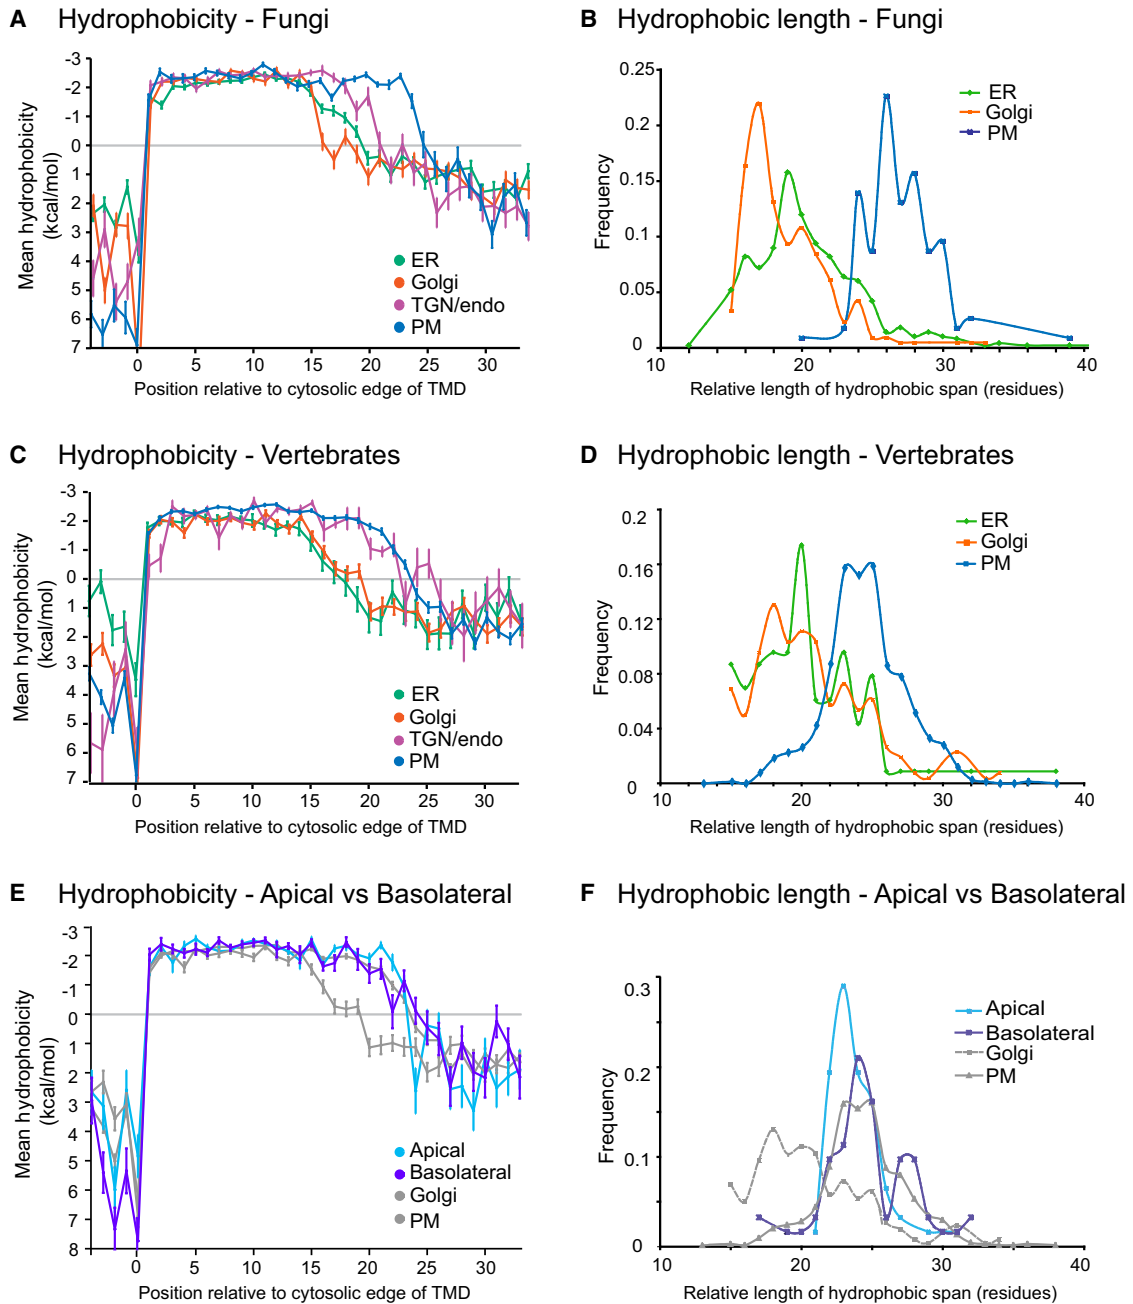 A Hydrophobicity - Fungi
-3
-2
-1
0
1
2
3
4
5
6
7
Mean hydrophobicity
(kcal/mol)
ER
Golgi
TGN/endo
PM
0 5 10 15 20 25 30
Position relative to cytosolic edge of TMD
B Hydrophobic length - Fungi
0.25
0.2
0.15
0.1
0.05
0
Frequency
ER
Golgi
PM
10 20 30 40
Relative length of hydrophobic span (residues)
C Hydrophobicity - Vertebrates
-3
-2
-1
0
1
2
3
4
5
6
7
Mean hydrophobicity
(kcal/mol)
ER
Golgi
TGN/endo
PM
0 5 10 15 20 25 30
Position relative to cytosolic edge of TMD
D Hydrophobic length - Vertebrates
0.2
0.16
0.12
0.08
0.04
0
Frequency
ER
Golgi
PM
10 20 30 40
Relative length of hydrophobic span (residues)
E Hydrophobicity - Apical vs Basolateral
-3
-2
-1
0
1
2
3
4
5
6
7
8
Mean hydrophobicity
(kcal/mol)
Apical
Basolateral
Golgi
PM
0 5 10 15 20 25 30
Position relative to cytosolic edge of TMD
F Hydrophobic length - Apical vs Basolateral
0.3
0.2
0.1
0
Frequency
Apical
Basolateral
Golgi
PM
10 20 30 40
Relative length of hydrophobic span (residues)